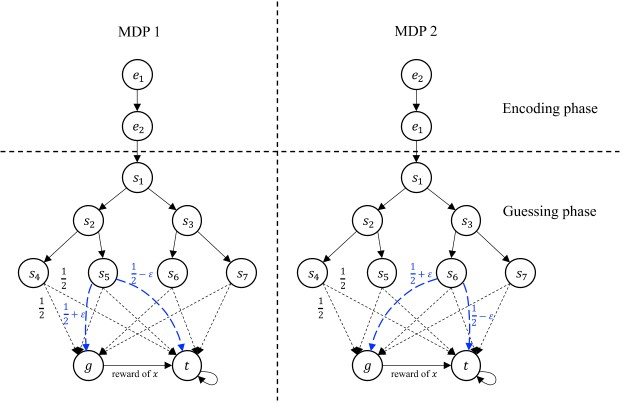 MDP 1
e₁
e₂
s₁
s₂ s₃
s₄ s₅ s₆ s₇
1/2
1/2 − ε
1/2
1/2 + ε
g t
reward of x
MDP 2
e₂
e₁
s₁
s₂ s₃
s₄ s₅ s₆ s₇
1/2
1/2 + ε
1/2
1/2 − ε
g t
reward of x
Encoding phase
Guessing phase